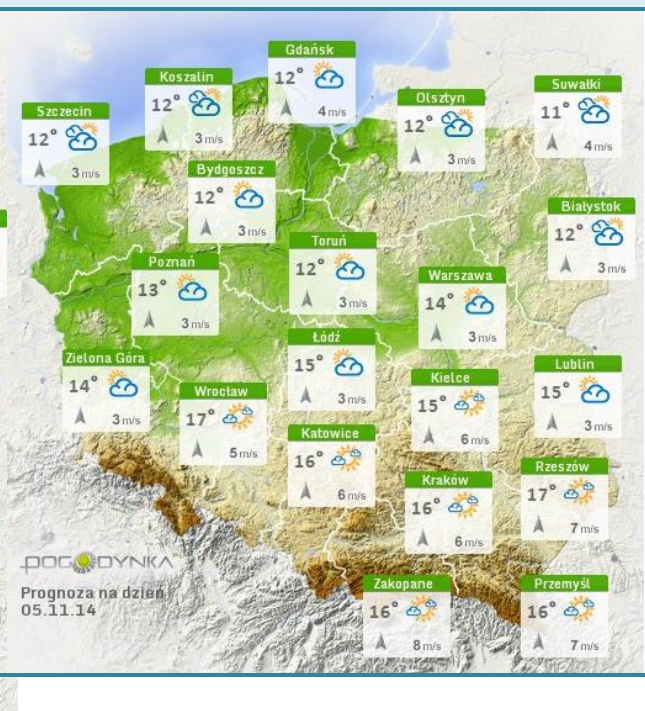 Gdańsk
12°
4 m/s
Koszalin
12°
3 m/s
Suwałki
11°
4 m/s
Olsztyn
12°
3 m/s
Szczecin
12°
3 m/s
Bydgoszcz
12°
3 m/s
Białystok
12°
3 m/s
Toruń
12°
3 m/s
Poznań
13°
3 m/s
Warszawa
14°
3 m/s
Łódź
15°
3 m/s
Zielona Góra
14°
3 m/s
Lublin
15°
3 m/s
Kielce
15°
6 m/s
Wrocław
17°
5 m/s
Katowice
16°
6 m/s
Rzeszów
17°
7 m/s
Kraków
16°
6 m/s
POGODYNKA
Prognoza na dzień
05.11.14
Zakopane
16°
8 m/s
Przemyśl
16°
7 m/s